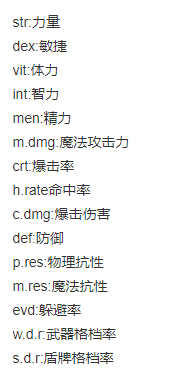 str:力量
dex:敏捷
vit:体力
int:智力
men:精力
m.dmg:魔法攻击力
crt:爆击率
h.rate命中率
c.dmg:爆击伤害
def:防御
p.res:物理抗性
m.res:魔法抗性
evd:躲避率
w.d.r:武器格档率
s.d.r:盾牌格档率